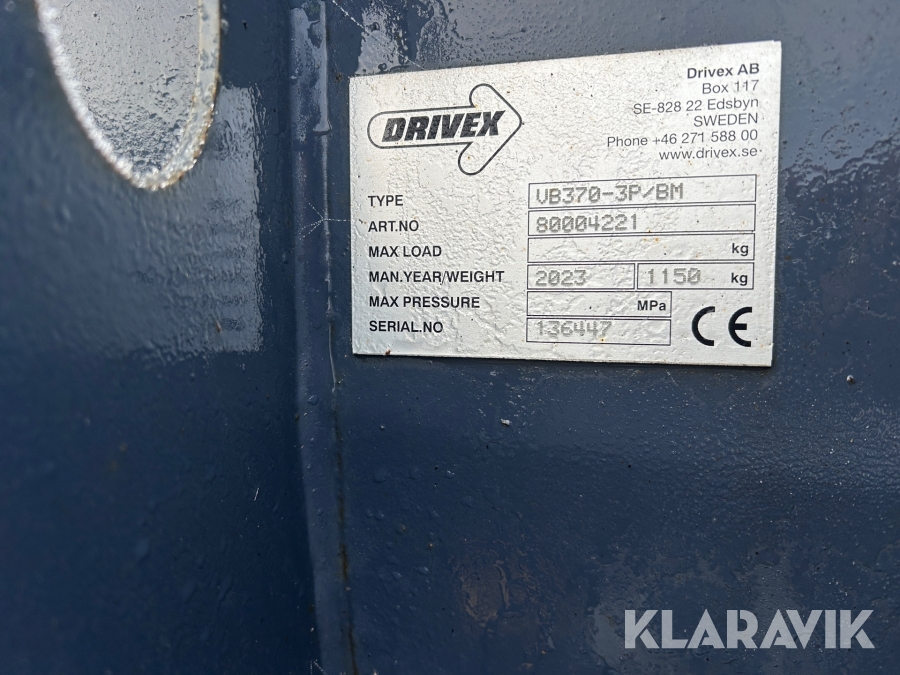 DRIVEX
Drivex AB
Box 117
SE-828 22 Edsbyn
SWEDEN
Phone +46 271 588 00
www.drivex.se
TYPE VB370-3P/BM
ART.NO 80004221
MAX LOAD kg
MAN.YEAR/WEIGHT 2023 1150 kg
MAX PRESSURE MPa
SERIAL.NO 136447
CE
KLARAVIK